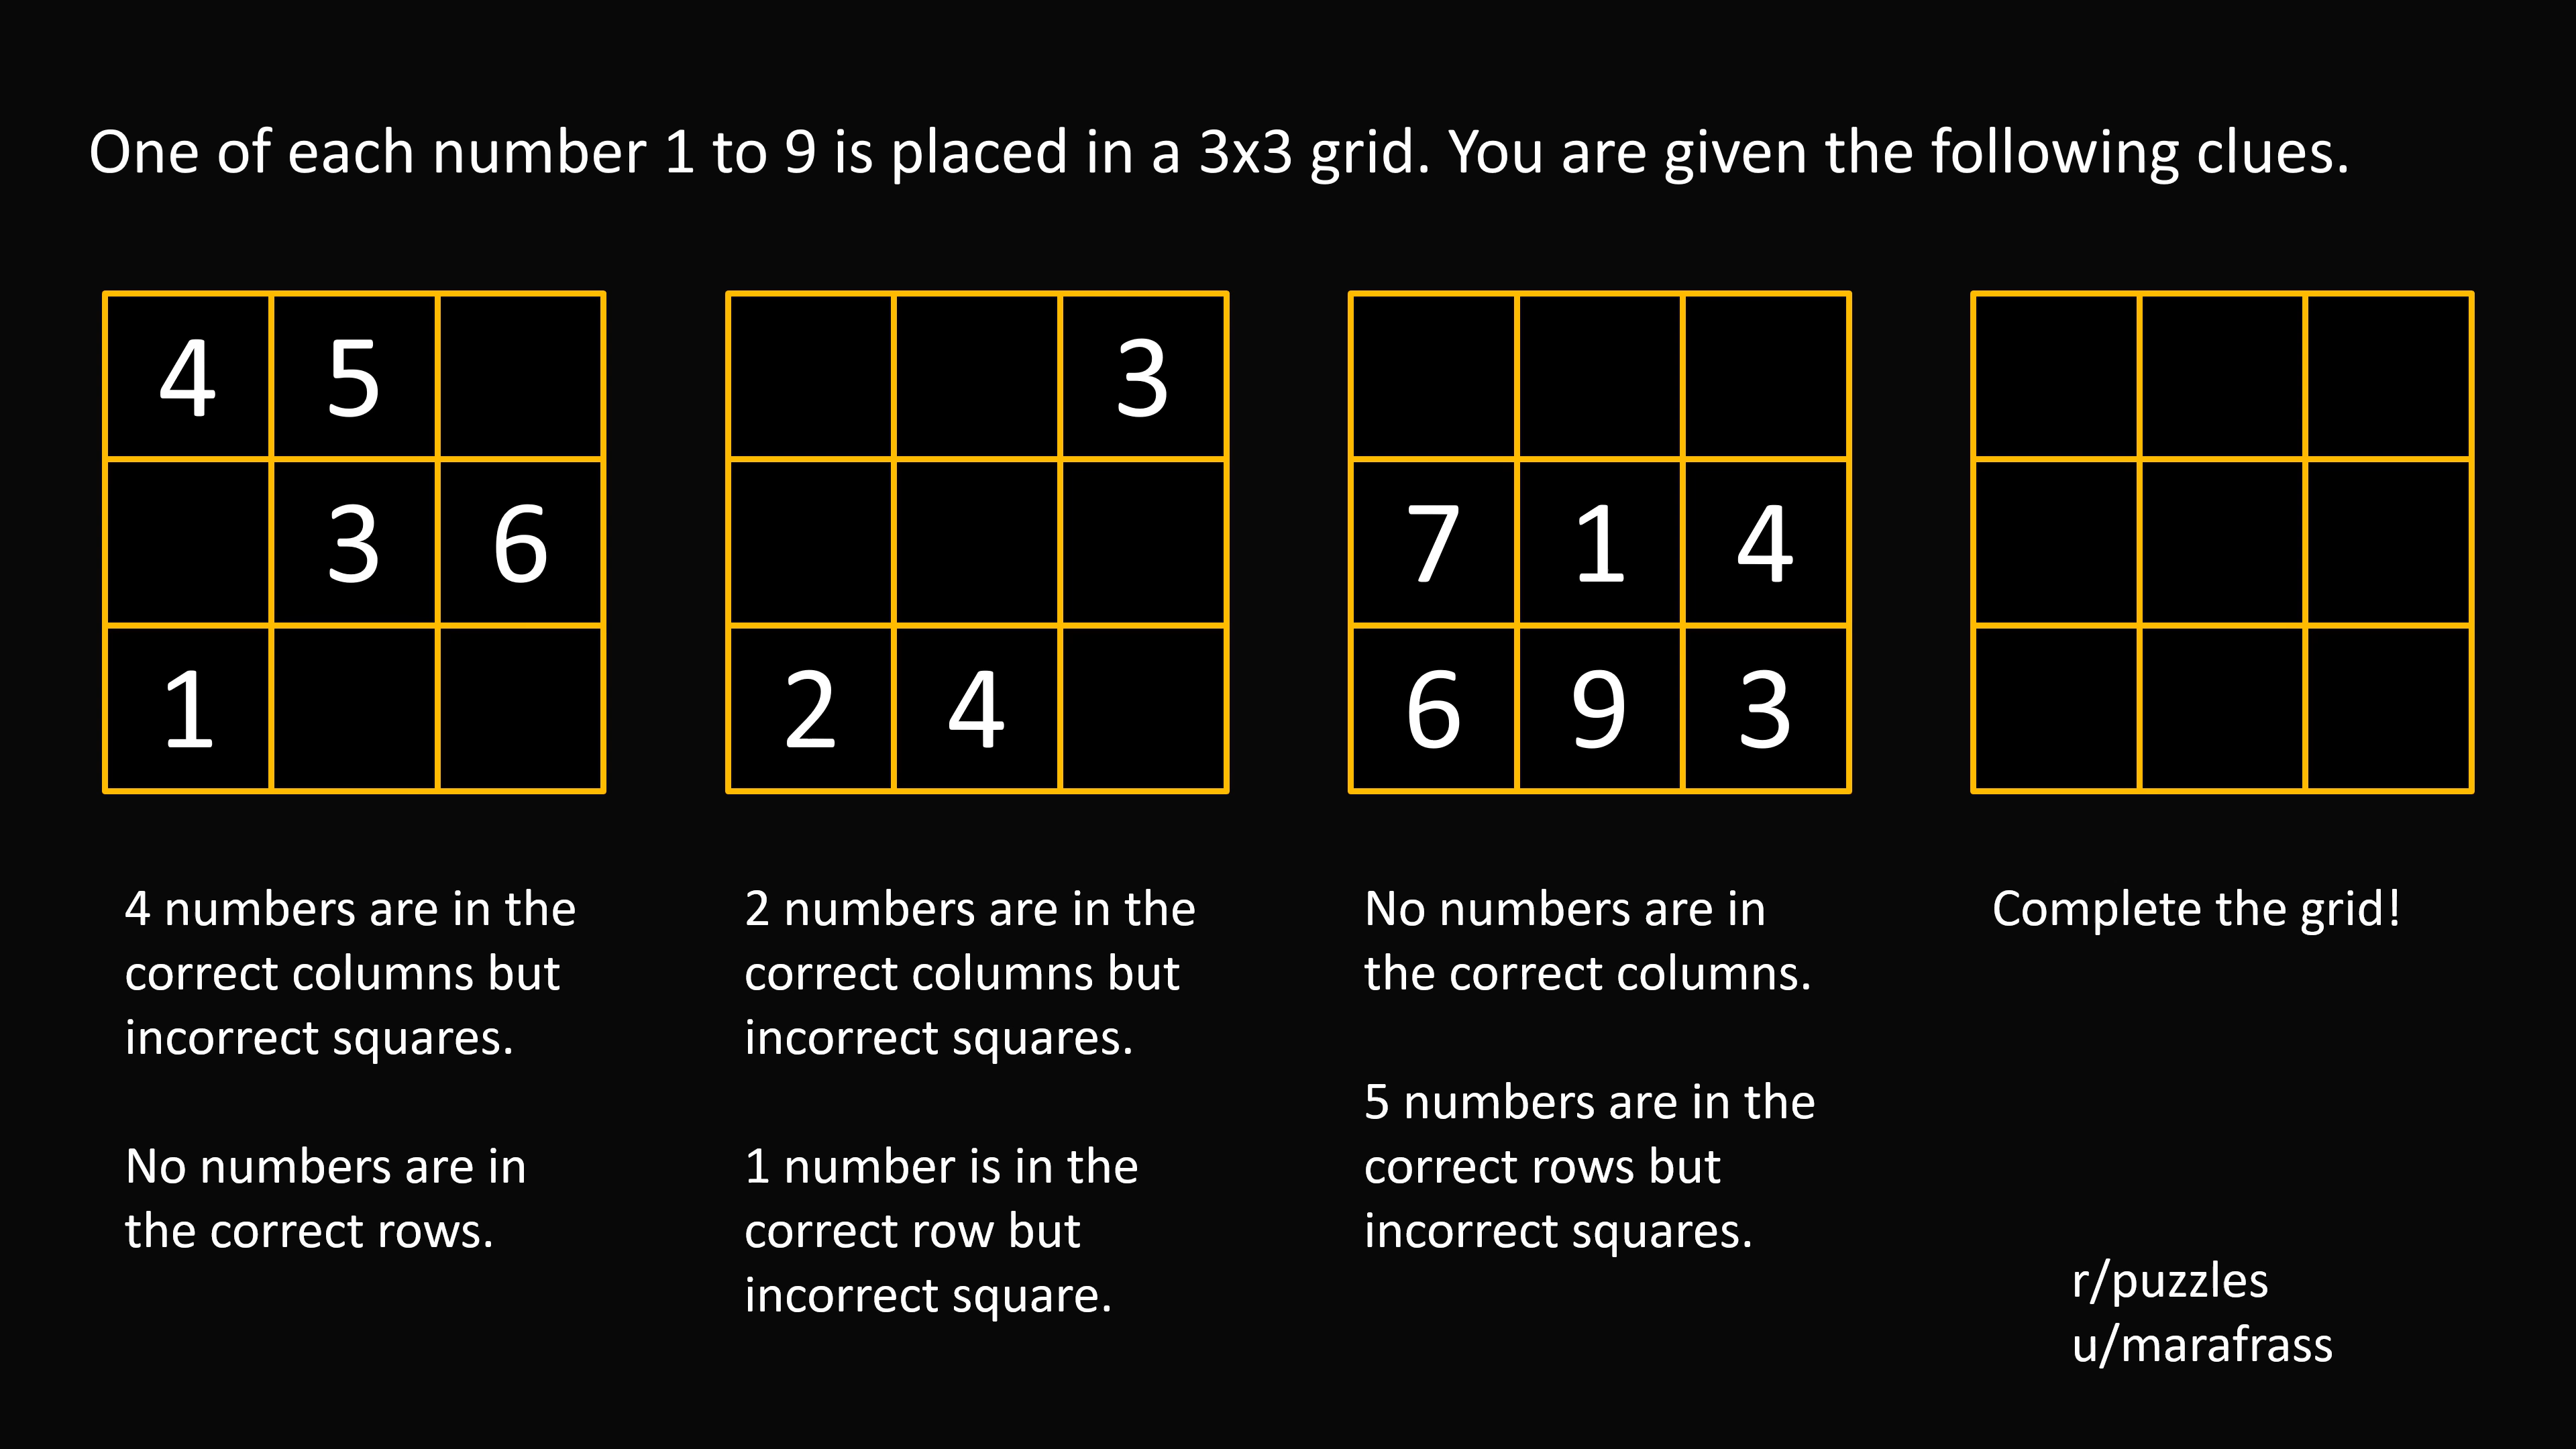 One of each number 1 to 9 is placed in a 3x3 grid. You are given the following clues.
4 5
3 6
1
3
2 4
7 1 4
6 9 3
4 numbers are in the
correct columns but
incorrect squares.
No numbers are in
the correct rows.
2 numbers are in the
correct columns but
incorrect squares.
1 number is in the
correct row but
incorrect square.
No numbers are in
the correct columns.
5 numbers are in the
correct rows but
incorrect squares.
Complete the grid!
r/puzzles
u/marafrass